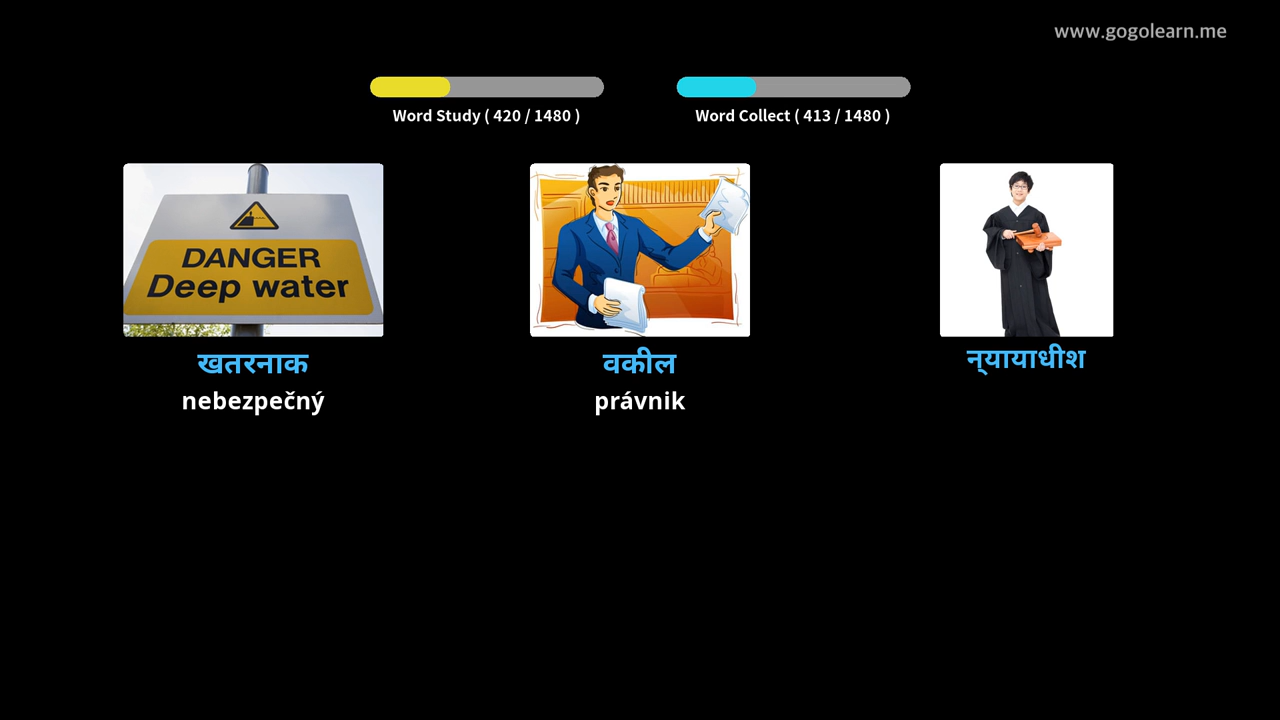 www.gogolearn.me
Word Study ( 420 / 1480 )
Word Collect ( 413 / 1480 )
DANGER
Deep water
खतरनाक
वकील
न्यायाधीश
nebezpečný
právnik